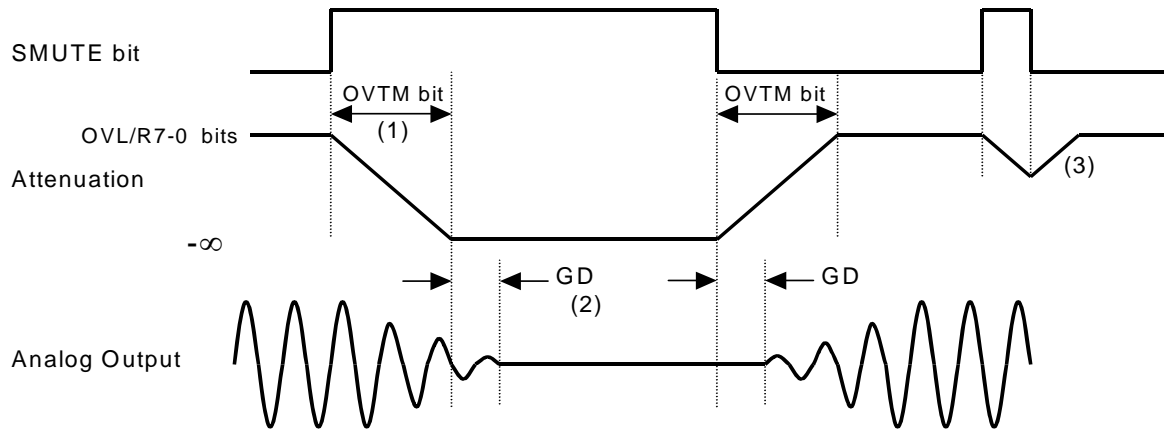 SMUTE bit
OVTM bit
OVTM bit
(1)
OVL/R7-0 bits
(3)
Attenuation
-∞
GD
GD
(2)
Analog Output